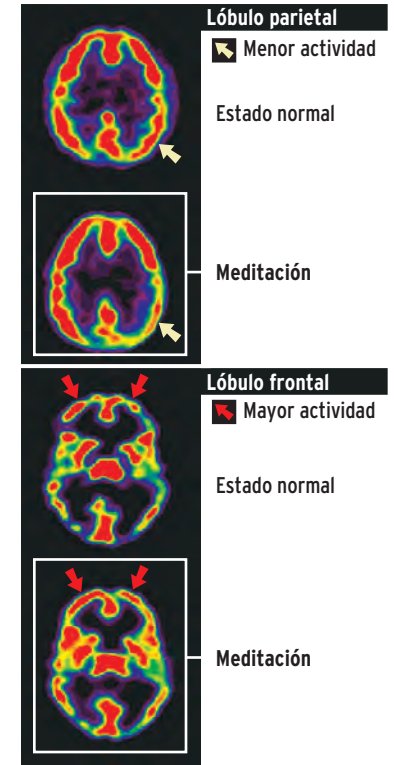 Lóbulo parietal
Menor actividad
Estado normal
Meditación
Lóbulo frontal
Mayor actividad
Estado normal
Meditación